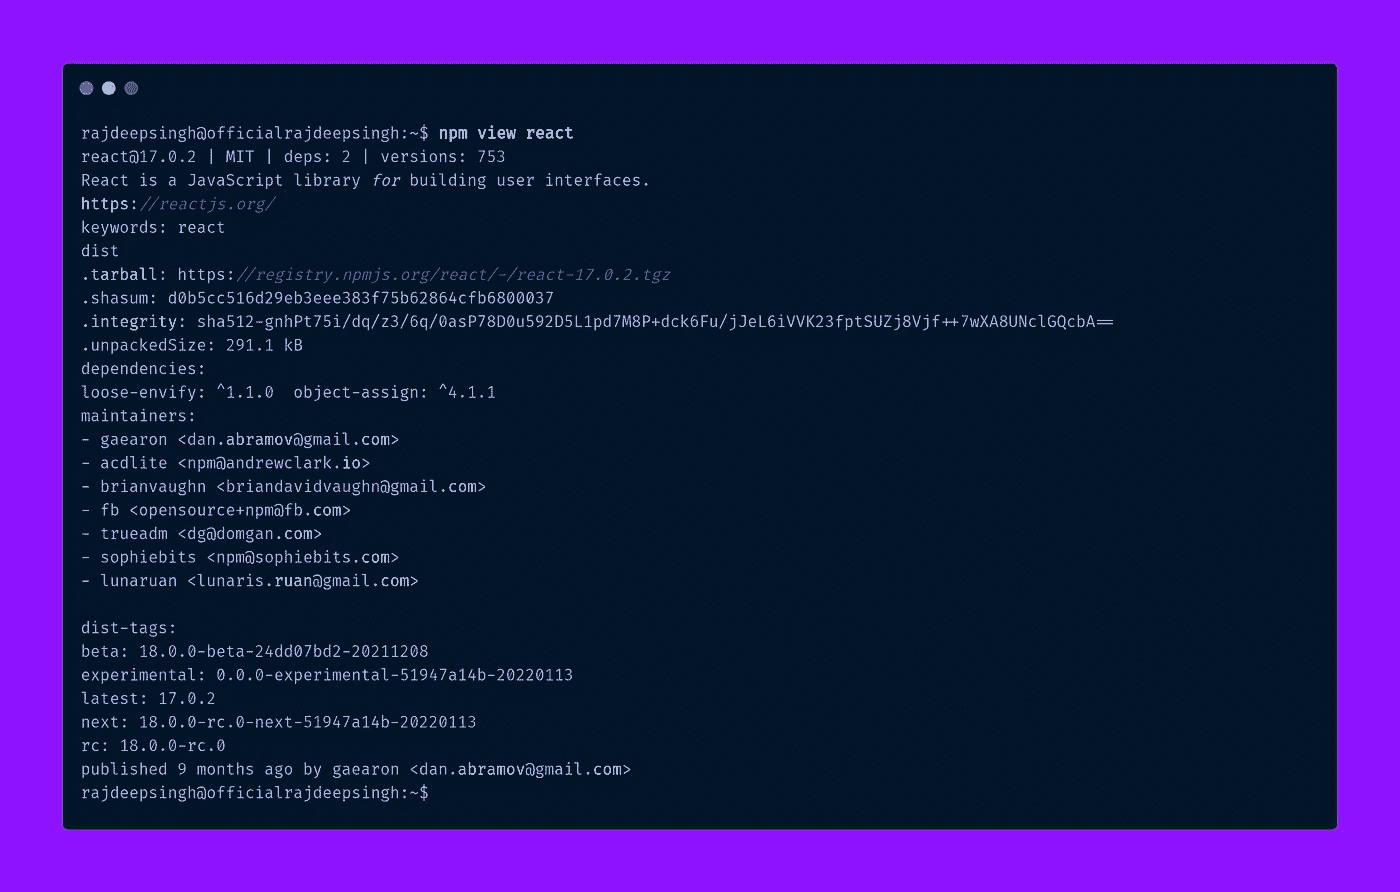 rajdeepsingh@officialrajdeepsingh:~$ npm view react
react@17.0.2 | MIT | deps: 2 | versions: 753
React is a JavaScript library for building user interfaces.
https://reactjs.org/
keywords: react
dist
.tarball: https://registry.npmjs.org/react/-/react-17.0.2.tgz
.shasum: d0b5cc516d29eb3eee383f75b62864cfb6800037
.integrity: sha512-gnhPt75i/dq/z3/6q/0asP78D0u592D5L1pd7M8P+dck6Fu/jJeL6iVVK23fptSUZj8Vjf++7wXA8UNclGQcbA==
.unpackedSize: 291.1 kB
dependencies:
loose-envify: ^1.1.0  object-assign: ^4.1.1
maintainers:
- gaearon <dan.abramov@gmail.com>
- acdlite <npm@andrewclark.io>
- brianvaughn <briandavidvaughn@gmail.com>
- fb <opensource+npm@fb.com>
- trueadm <dg@domgan.com>
- sophiebits <npm@sophiebits.com>
- lunaruan <lunaris.ruan@gmail.com>
dist-tags:
beta: 18.0.0-beta-24dd07bd2-20211208
experimental: 0.0.0-experimental-51947a14b-20220113
latest: 17.0.2
next: 18.0.0-rc.0-next-51947a14b-20220113
rc: 18.0.0-rc.0
published 9 months ago by gaearon <dan.abramov@gmail.com>
rajdeepsingh@officialrajdeepsingh:~$